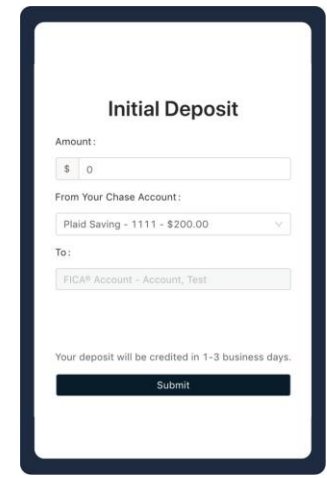 Initial Deposit
Amount:
$ 0
From Your Chase Account:
Plaid Saving - 1111 - $200.00
To:
FICA® Account - Account, Test
Your deposit will be credited in 1-3 business days.
Submit